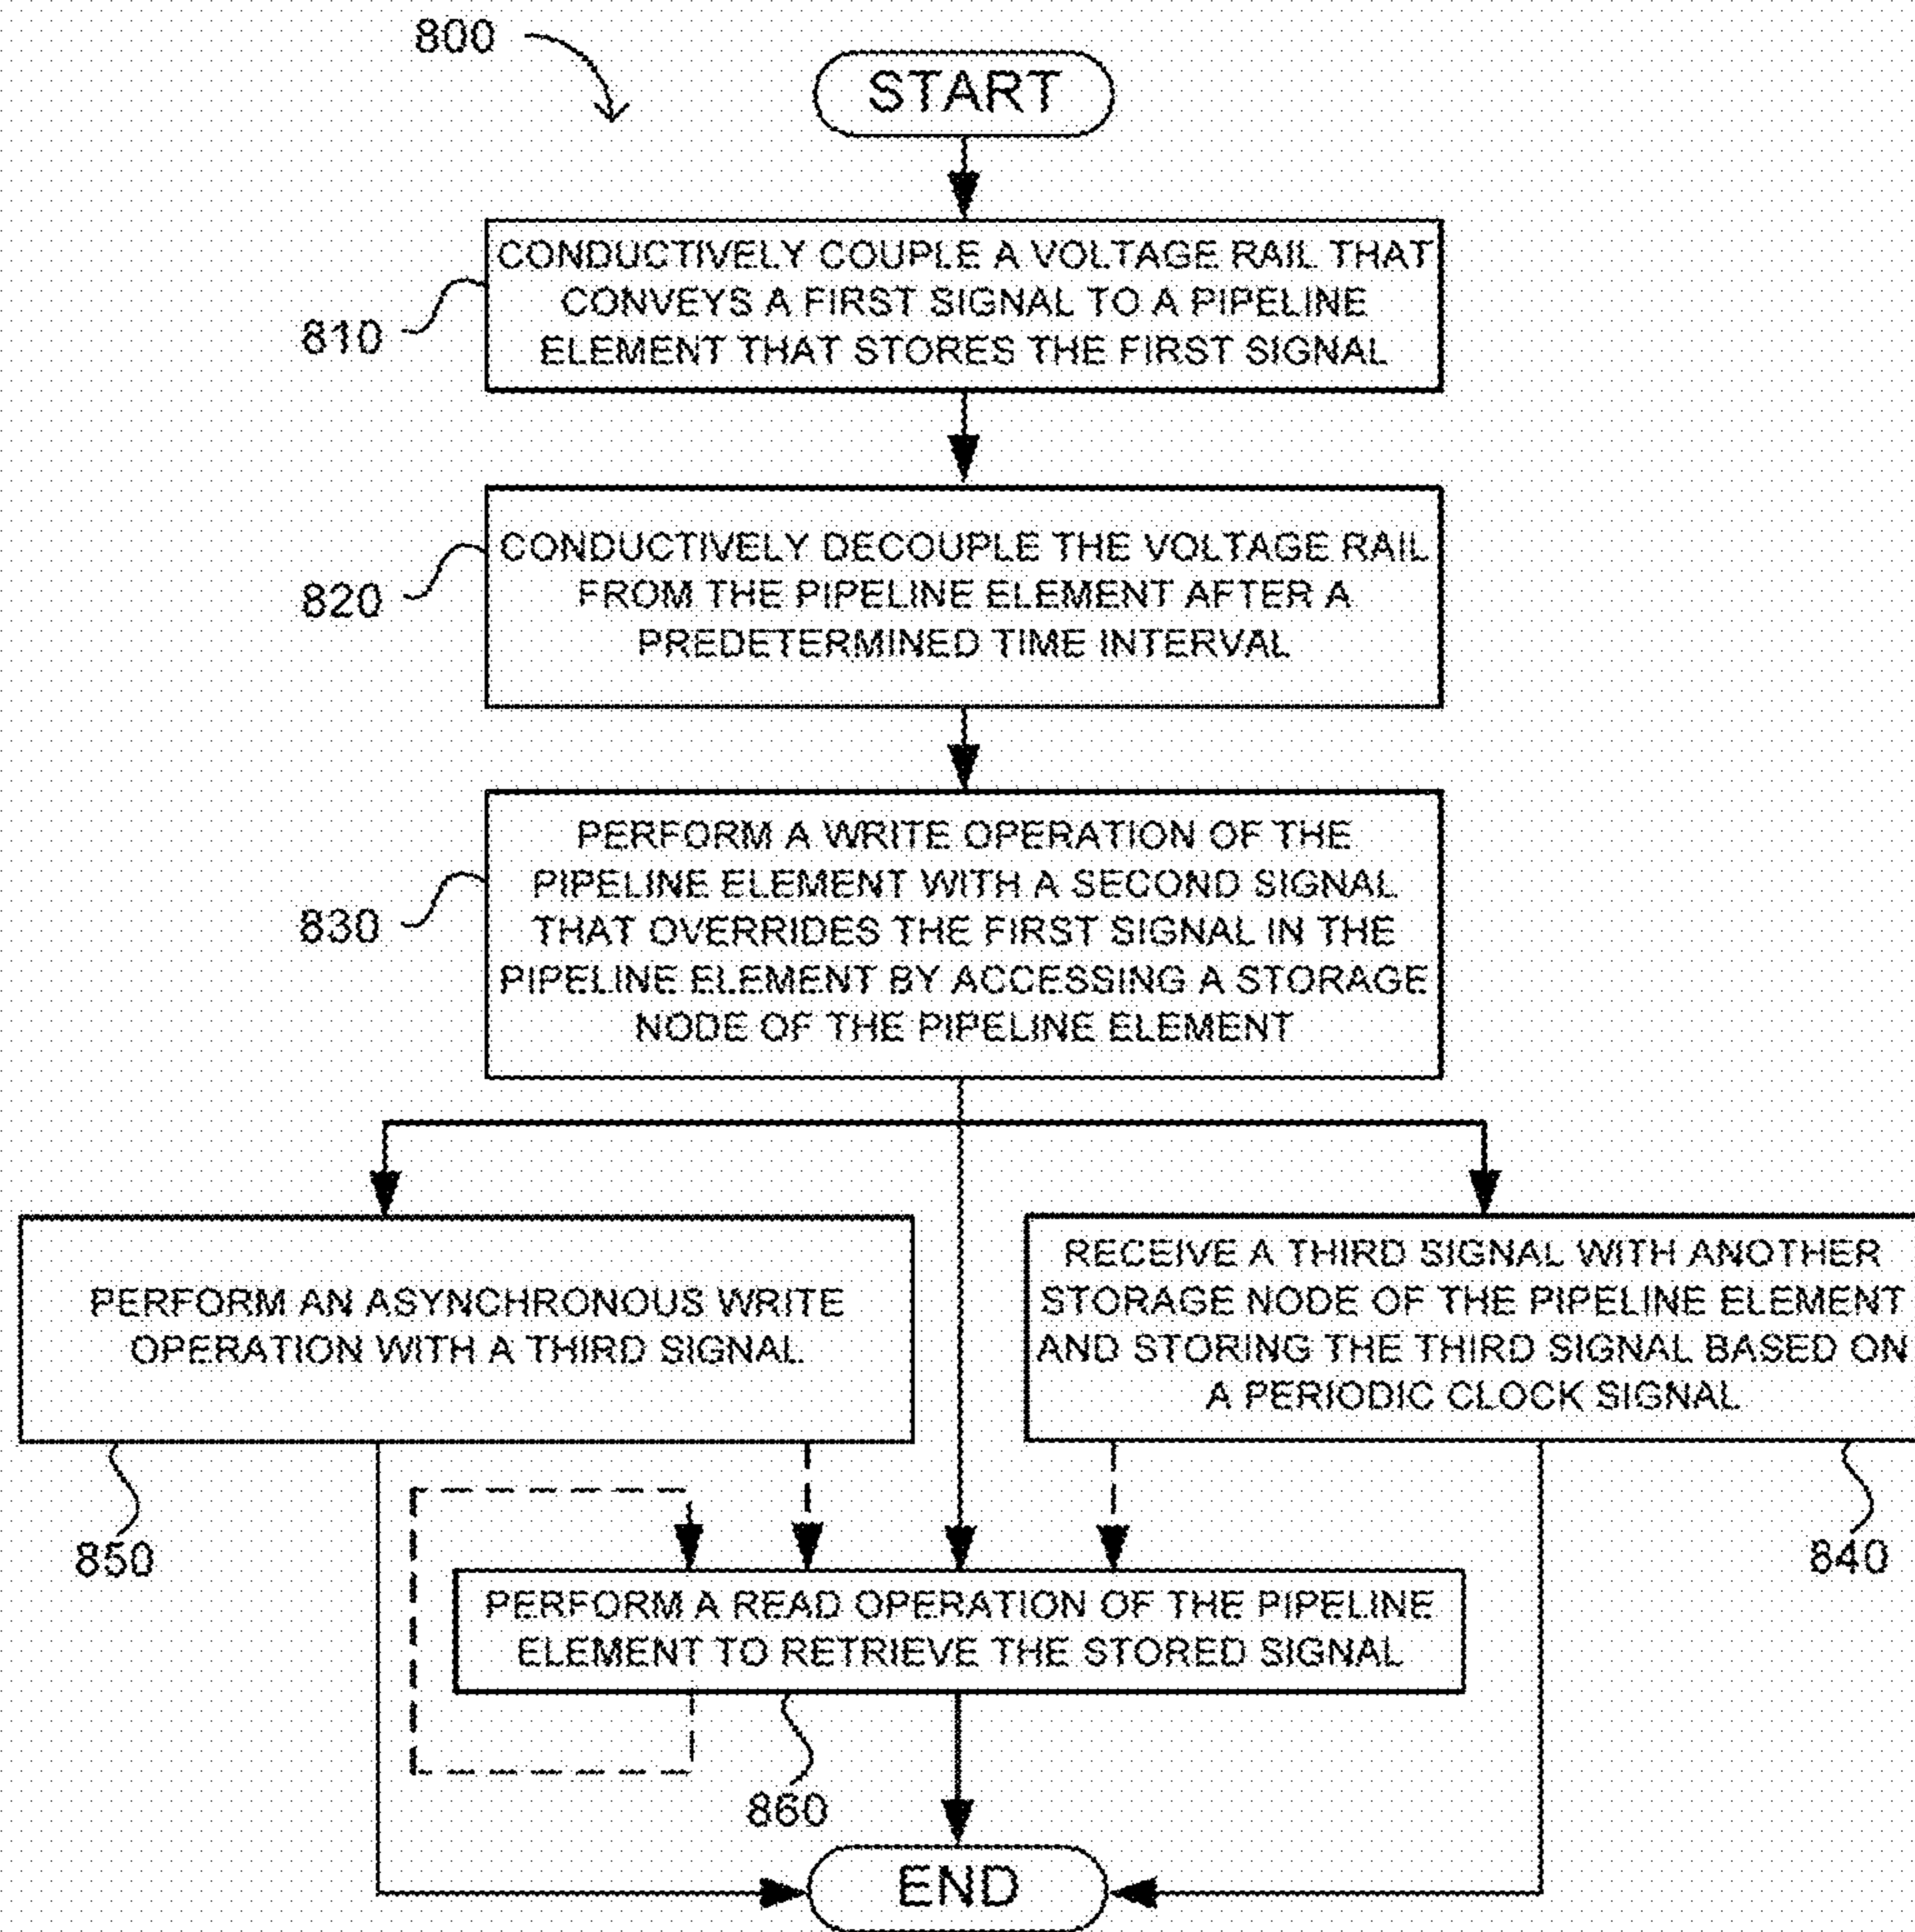 800
START
CONDUCTIVELY COUPLE A VOLTAGE RAIL THAT
CONVEYS A FIRST SIGNAL TO A PIPELINE
ELEMENT THAT STORES THE FIRST SIGNAL
810
CONDUCTIVELY DECOUPLE THE VOLTAGE RAIL
FROM THE PIPELINE ELEMENT AFTER A
PREDETERMINED TIME INTERVAL
820
PERFORM A WRITE OPERATION OF THE
PIPELINE ELEMENT WITH A SECOND SIGNAL
THAT OVERRIDES THE FIRST SIGNAL IN THE
PIPELINE ELEMENT BY ACCESSING A STORAGE
NODE OF THE PIPELINE ELEMENT
830
PERFORM AN ASYNCHRONOUS WRITE
OPERATION WITH A THIRD SIGNAL
850
RECEIVE A THIRD SIGNAL WITH ANOTHER
STORAGE NODE OF THE PIPELINE ELEMENT
AND STORING THE THIRD SIGNAL BASED ON
A PERIODIC CLOCK SIGNAL
840
PERFORM A READ OPERATION OF THE PIPELINE
ELEMENT TO RETRIEVE THE STORED SIGNAL
860
END